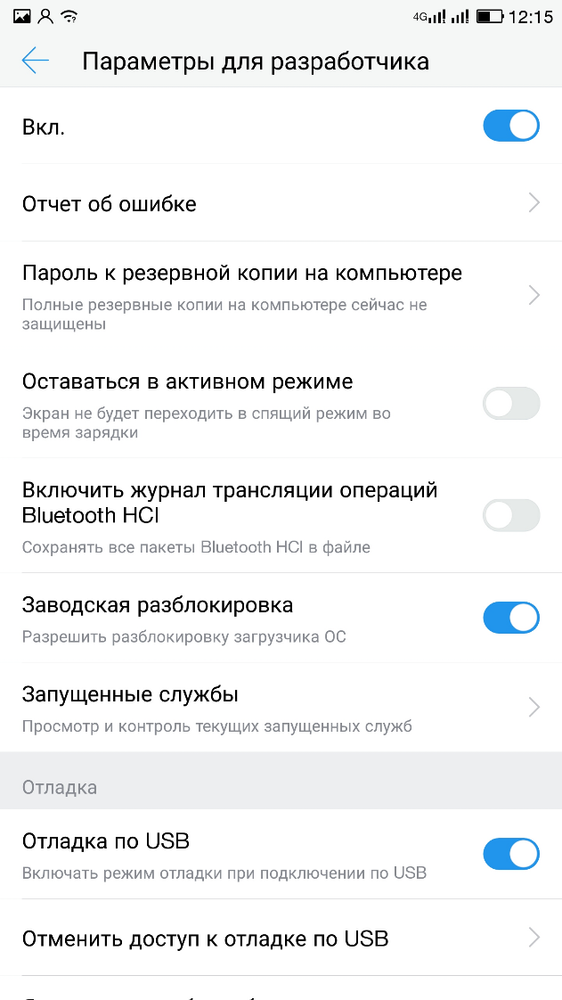 4G 12:15
Параметры для разработчика
Вкл.
Отчет об ошибке
Пароль к резервной копии на компьютере
Полные резервные копии на компьютере сейчас не
защищены
Оставаться в активном режиме
Экран не будет переходить в спящий режим во
время зарядки
Включить журнал трансляции операций
Bluetooth HCI
Сохранять все пакеты Bluetooth HCI в файле
Заводская разблокировка
Разрешить разблокировку загрузчика ОС
Запущенные службы
Просмотр и контроль текущих запущенных служб
Отладка
Отладка по USB
Включать режим отладки при подключении по USB
Отменить доступ к отладке по USB